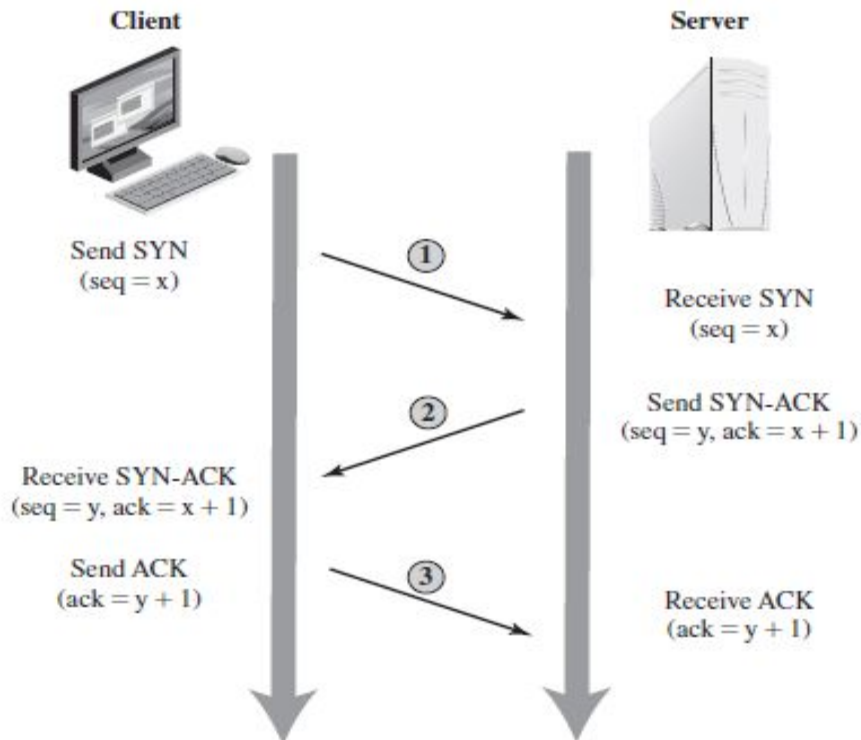 Client
Server
Send SYN
(seq = x)
1
Receive SYN
(seq = x)
Send SYN-ACK
(seq = y, ack = x + 1)
2
Receive SYN-ACK
(seq = y, ack = x + 1)
Send ACK
(ack = y + 1)
3
Receive ACK
(ack = y + 1)